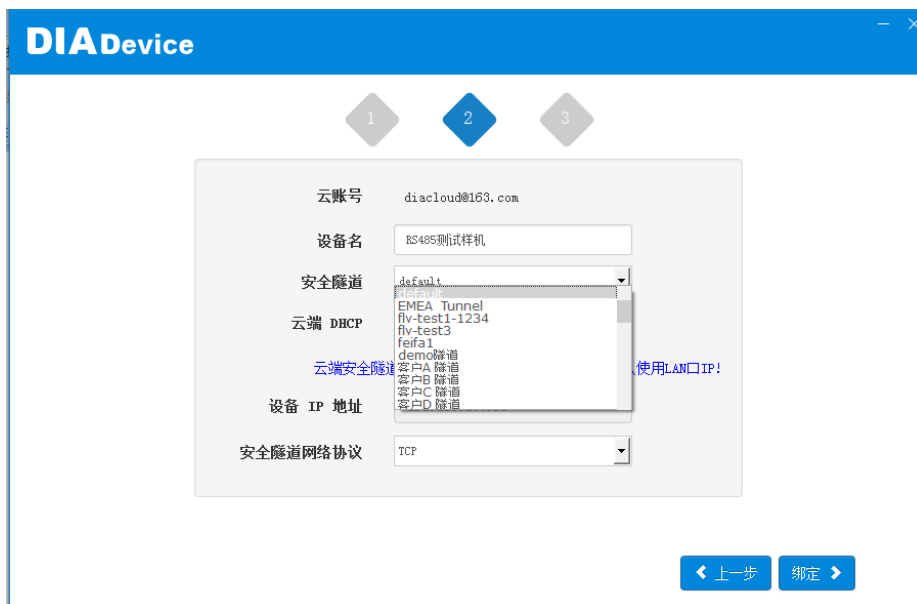 DIADevice
1
2
3
云账号 diacloud@163.com
设备名 RS485测试样机
安全隧道 default
default
EMEA Tunnel
flv-test1-1234
flv-test3
feifa1
demo隧道
客户A 隧道
客户B 隧道
客户C 隧道
客户D 隧道
云端 DHCP
云端安全隧 使用LAN口IP!
设备 IP 地址
安全隧道网络协议 TCP
上一步 绑定